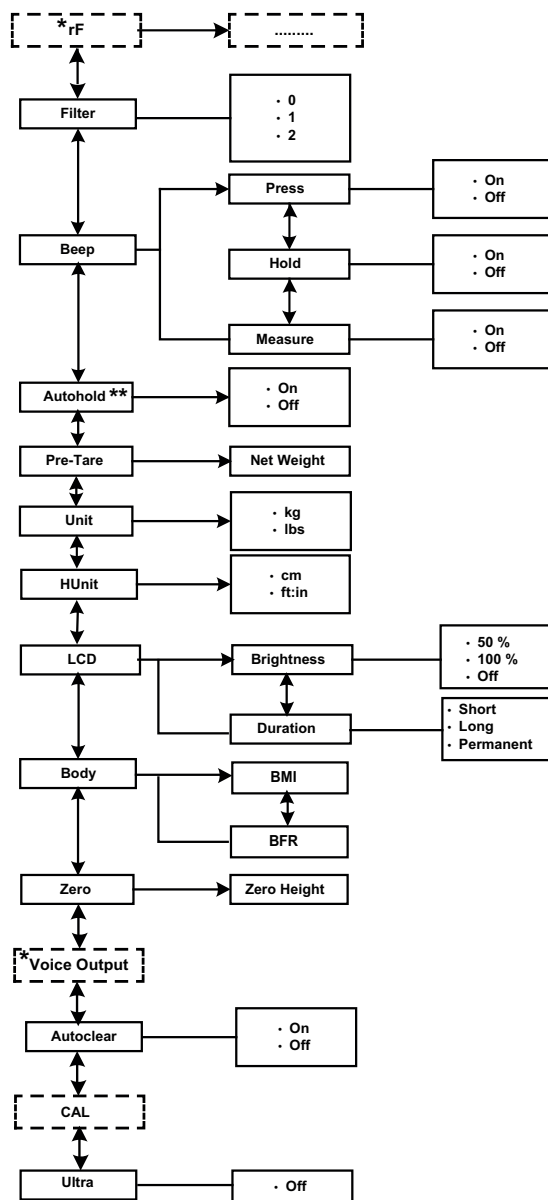 *rF
.........
Filter
· 0
· 1
· 2
Beep
Press
· On
· Off
Hold
· On
· Off
Measure
· On
· Off
Autohold **
· On
· Off
Pre-Tare
Net Weight
Unit
· kg
· lbs
HUnit
· cm
· ft:in
LCD
Brightness
· 50 %
· 100 %
· Off
Duration
· Short
· Long
· Permanent
Body
BMI
BFR
Zero
Zero Height
*Voice Output
Autoclear
· On
· Off
CAL
Ultra
· Off